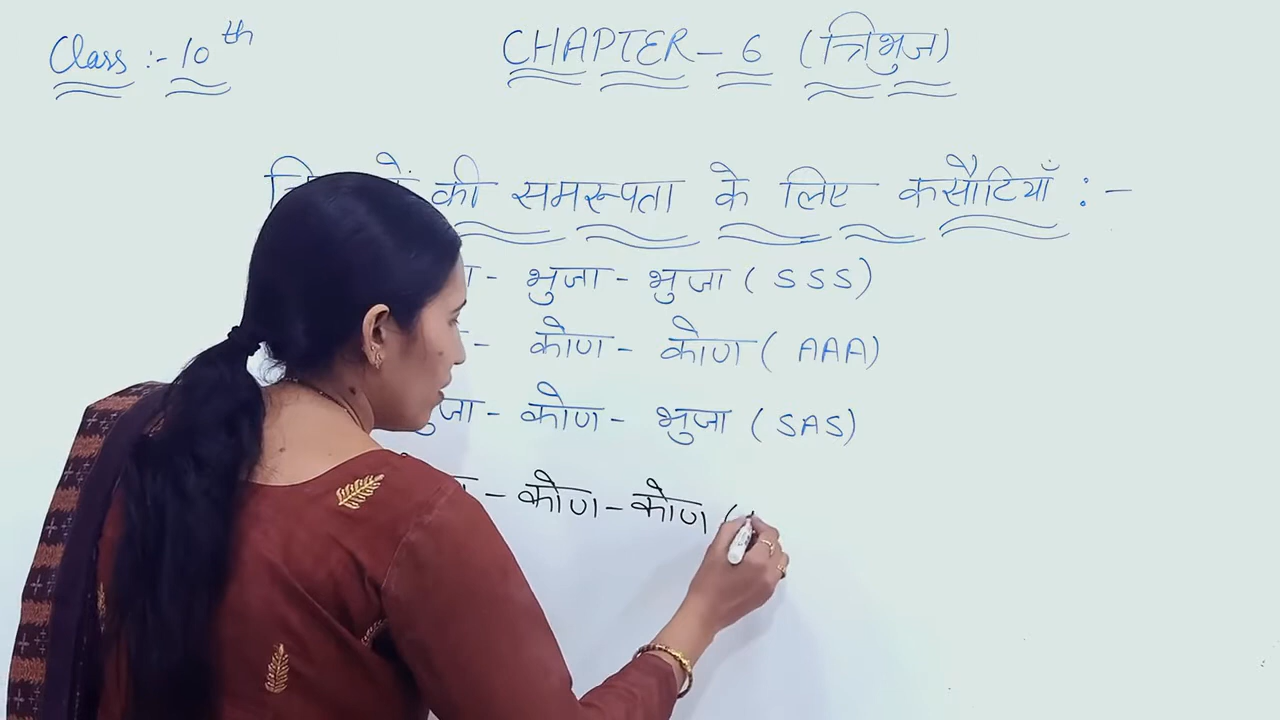 Class :- 10th
CHAPTER - 6 (त्रिभुज)
की समरूपता के लिए कसौटियाँ :-
- भुजा - भुजा (SSS)
- कोण - कोण (AAA)
भुजा - कोण - भुजा (SAS)
- कोण - कोण (